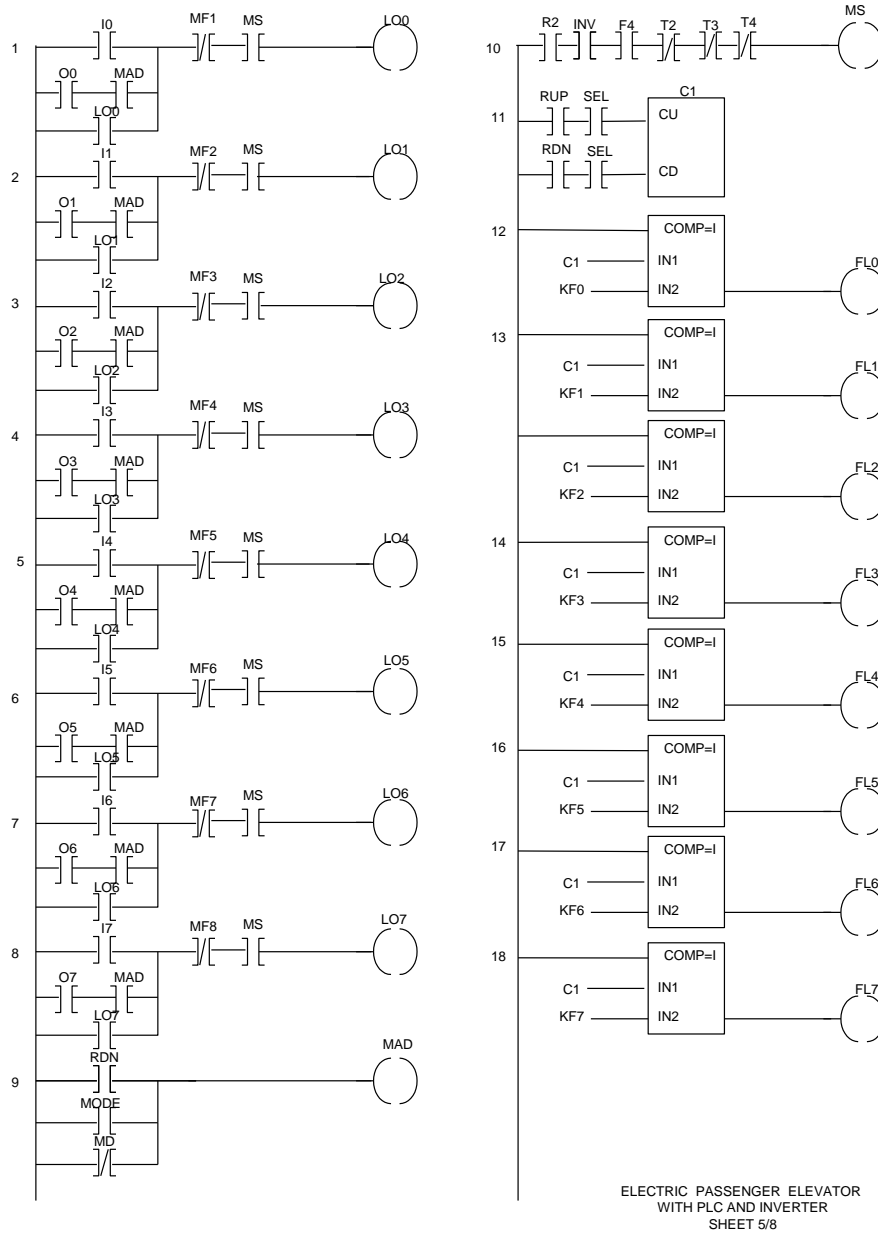 I0 MF1 MS LO0
1
O0 MAD
LO0
I1 MF2 MS LO1
2
O1 MAD
LO1
I2 MF3 MS LO2
3
O2 MAD
LO2
I3 MF4 MS LO3
4
O3 MAD
LO3
I4 MF5 MS LO4
5
O4 MAD
LO4
I5 MF6 MS LO5
6
O5 MAD
LO5
I6 MF7 MS LO6
7
O6 MAD
LO6
I7 MF8 MS LO7
8
O7 MAD
LO7
RDN MAD
9
MODE
MD
R2 INV F4 T2 T3 T4 MS
10
RUP SEL C1
11 CU
RDN SEL
CD
12 COMP=I
C1 IN1 FL0
KF0 IN2
13 COMP=I
C1 IN1 FL1
KF1 IN2
COMP=I
C1 IN1 FL2
KF2 IN2
14 COMP=I
C1 IN1 FL3
KF3 IN2
15 COMP=I
C1 IN1 FL4
KF4 IN2
16 COMP=I
C1 IN1 FL5
KF5 IN2
17 COMP=I
C1 IN1 FL6
KF6 IN2
18 COMP=I
C1 IN1 FL7
KF7 IN2
ELECTRIC PASSENGER ELEVATOR
WITH PLC AND INVERTER
SHEET 5/8